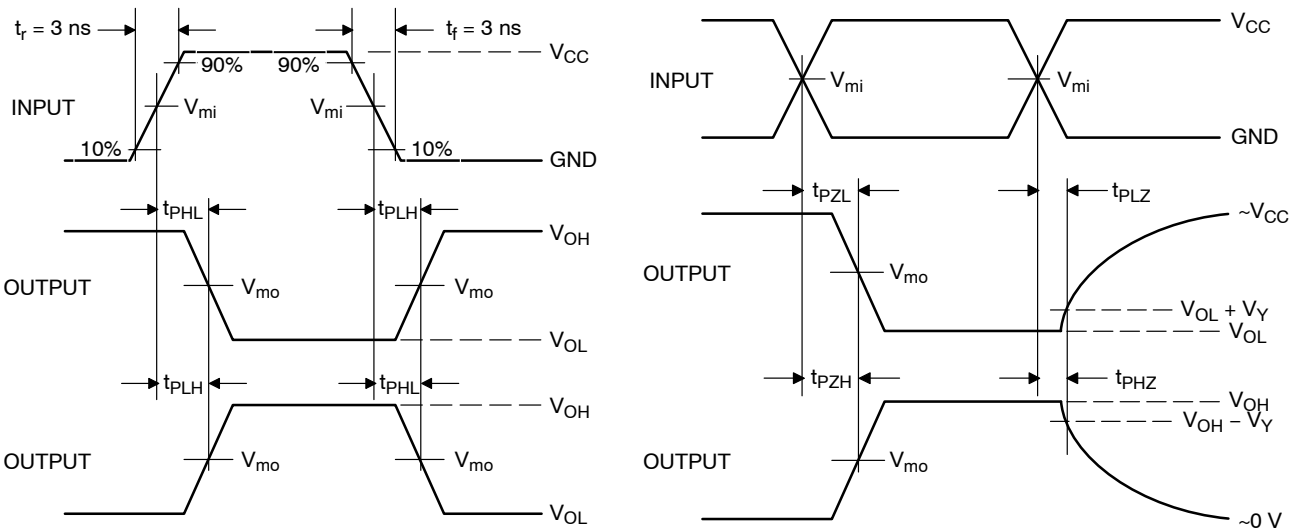 t_r = 3 ns
t_f = 3 ns
V_CC
90%
90%
INPUT
V_mi
V_mi
10%
10%
GND
t_PHL
t_PLH
V_OH
OUTPUT
V_mo
V_mo
V_OL
t_PLH
t_PHL
V_OH
OUTPUT
V_mo
V_mo
V_OL
V_CC
INPUT
V_mi
V_mi
GND
t_PZL
t_PLZ
~V_CC
OUTPUT
V_mo
V_OL + V_Y
V_OL
t_PZH
t_PHZ
V_OH
V_OH − V_Y
OUTPUT
V_mo
~0 V